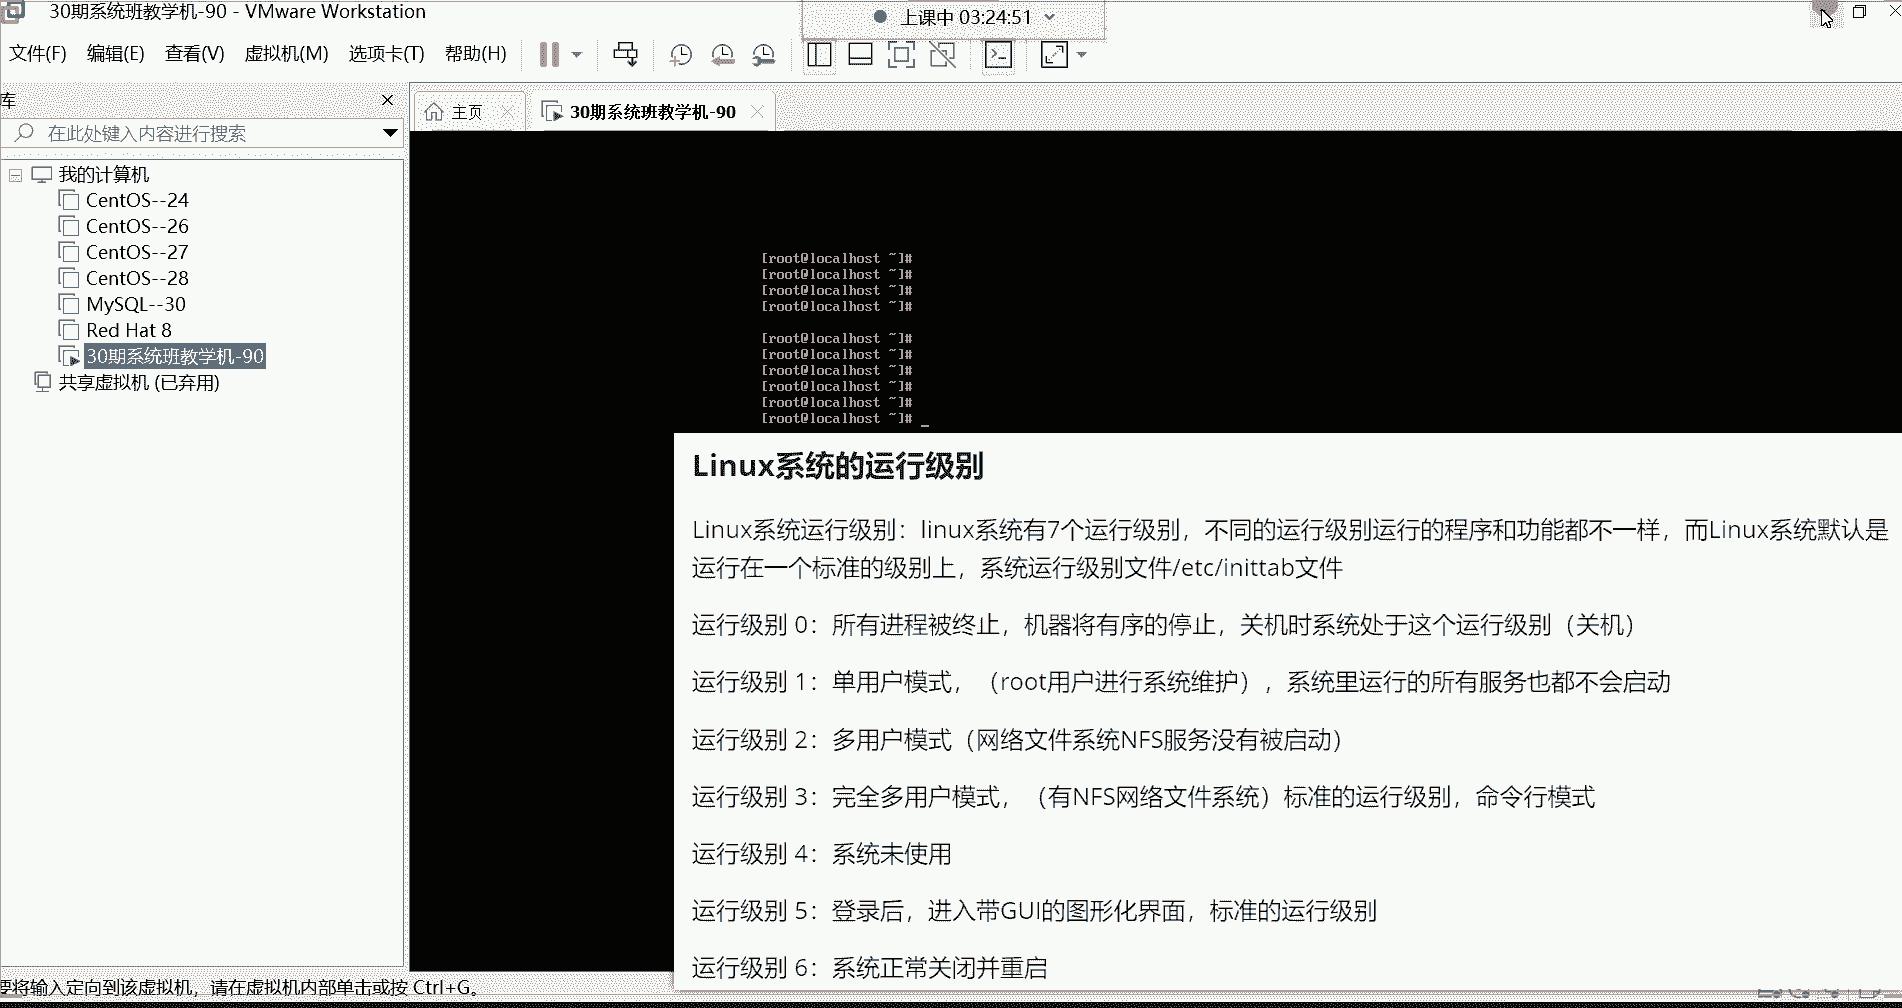 30期系统班教学机-90 - VMware Workstation
上课中 03:24:51
文件(F) 编辑(E) 查看(V) 虚拟机(M) 选项卡(T) 帮助(H)
库
在此处键入内容进行搜索
我的计算机
CentOS--24
CentOS--26
CentOS--27
CentOS--28
MySQL--30
Red Hat 8
30期系统班教学机-90
共享虚拟机 (已弃用)
主页
30期系统班教学机-90
[root@localhost ~]#
[root@localhost ~]#
[root@localhost ~]#
[root@localhost ~]#
[root@localhost ~]#
[root@localhost ~]#
[root@localhost ~]#
[root@localhost ~]#
[root@localhost ~]#
[root@localhost ~]# _
Linux系统的运行级别
Linux系统运行级别：linux系统有7个运行级别，不同的运行级别运行的程序和功能都不一样，而Linux系统默认是
运行在一个标准的级别上，系统运行级别文件/etc/inittab文件
运行级别 0：所有进程被终止，机器将有序的停止，关机时系统处于这个运行级别（关机）
运行级别 1：单用户模式，（root用户进行系统维护），系统里运行的所有服务也都不会启动
运行级别 2：多用户模式（网络文件系统NFS服务没有被启动）
运行级别 3：完全多用户模式，（有NFS网络文件系统）标准的运行级别，命令行模式
运行级别 4：系统未使用
运行级别 5：登录后，进入带GUI的图形化界面，标准的运行级别
运行级别 6：系统正常关闭并重启
要将输入定向到该虚拟机，请在虚拟机内部单击或按 Ctrl+G。